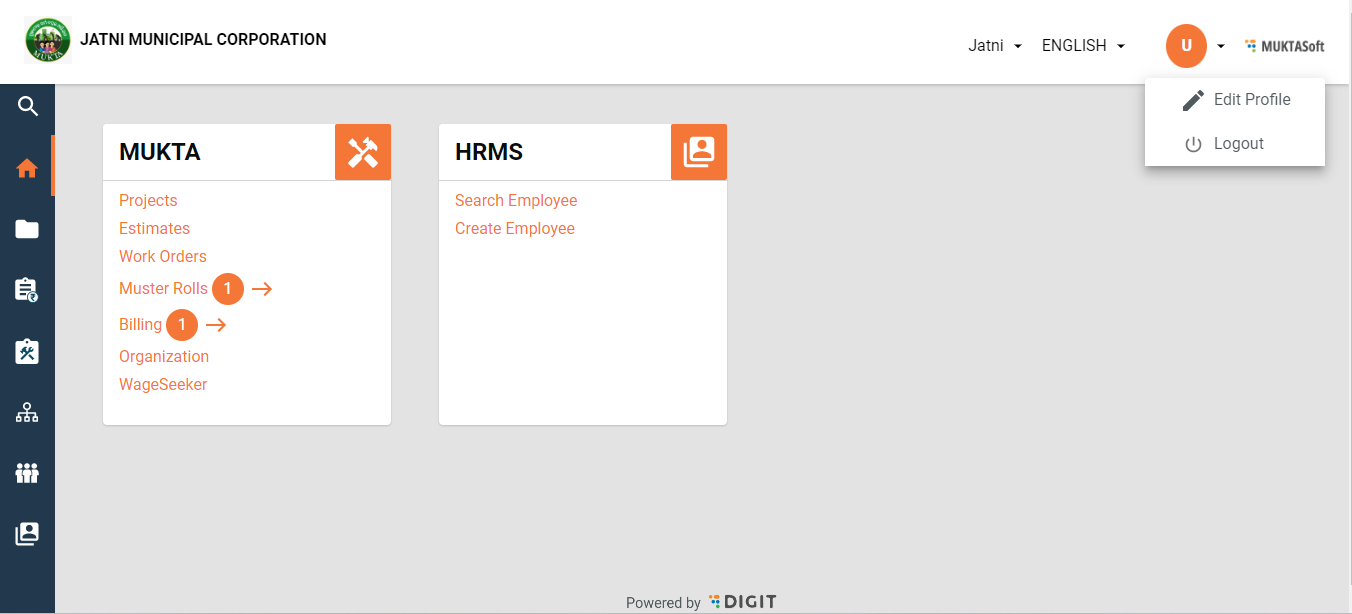 JATNI MUNICIPAL CORPORATION
Jatni
ENGLISH
U
MUKTASoft
Edit Profile
Logout
MUKTA
Projects
Estimates
Work Orders
Muster Rolls 1
Billing 1
Organization
WageSeeker
HRMS
Search Employee
Create Employee
Powered by DIGIT